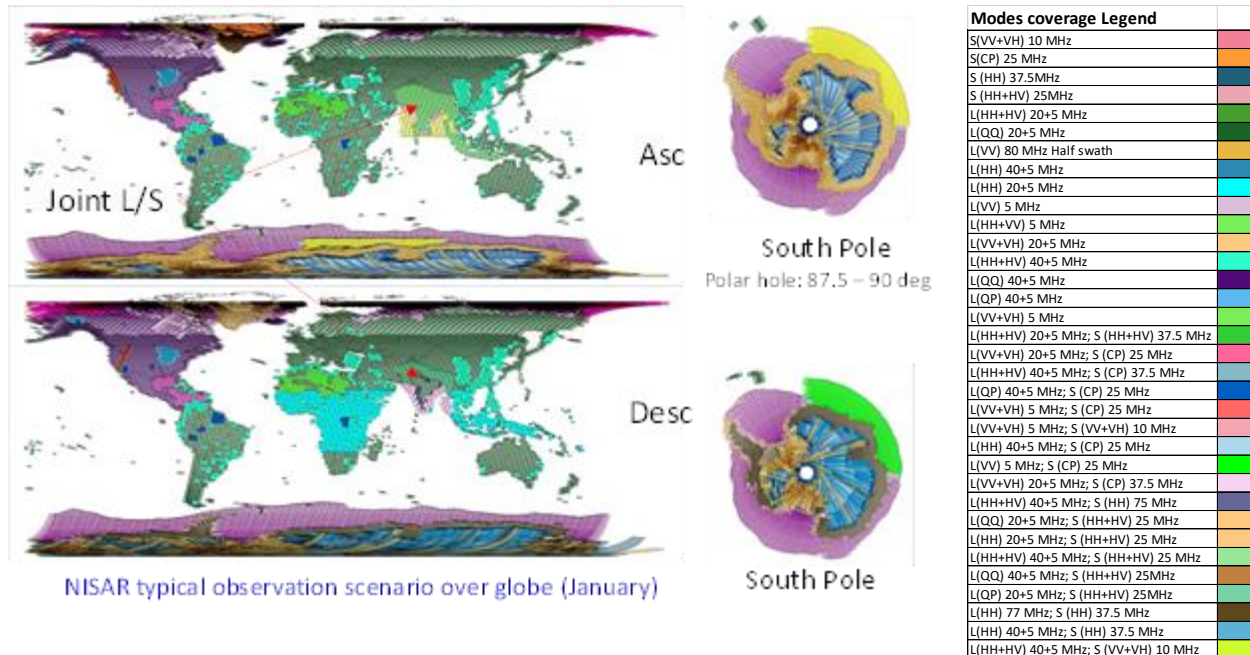 Joint L/S
Asc
South Pole
Polar hole: 87.5 – 90 deg
Desc
South Pole
NISAR typical observation scenario over globe (January)
Modes coverage Legend
S(VV+VH) 10 MHz
S(CP) 25 MHz
S (HH) 37.5MHz
S (HH+HV) 25MHz
L(HH+HV) 20+5 MHz
L(QQ) 20+5 MHz
L(VV) 80 MHz Half swath
L(HH) 40+5 MHz
L(HH) 20+5 MHz
L(VV) 5 MHz
L(HH+VV) 5 MHz
L(VV+VH) 20+5 MHz
L(HH+HV) 40+5 MHz
L(QQ) 40+5 MHz
L(QP) 40+5 MHz
L(VV+VH) 5 MHz
L(HH+HV) 20+5 MHz; S (HH+HV) 37.5 MHz
L(VV+VH) 20+5 MHz; S (CP) 25 MHz
L(HH+HV) 40+5 MHz; S (CP) 37.5 MHz
L(QP) 40+5 MHz; S (CP) 25 MHz
L(VV+VH) 5 MHz; S (CP) 25 MHz
L(VV+VH) 5 MHz; S (VV+VH) 10 MHz
L(HH) 40+5 MHz; S (CP) 25 MHz
L(VV) 5 MHz; S (CP) 25 MHz
L(VV+VH) 20+5 MHz; S (CP) 37.5 MHz
L(HH+HV) 40+5 MHz; S (HH) 75 MHz
L(QQ) 20+5 MHz; S (HH+HV) 25 MHz
L(HH) 20+5 MHz; S (HH+HV) 25 MHz
L(HH+HV) 40+5 MHz; S (HH+HV) 25 MHz
L(QQ) 40+5 MHz; S (HH+HV) 25MHz
L(QP) 20+5 MHz; S (HH+HV) 25MHz
L(HH) 77 MHz; S (HH) 37.5 MHz
L(HH) 40+5 MHz; S (HH) 37.5 MHz
L(HH+HV) 40+5 MHz; S (VV+VH) 10 MHz